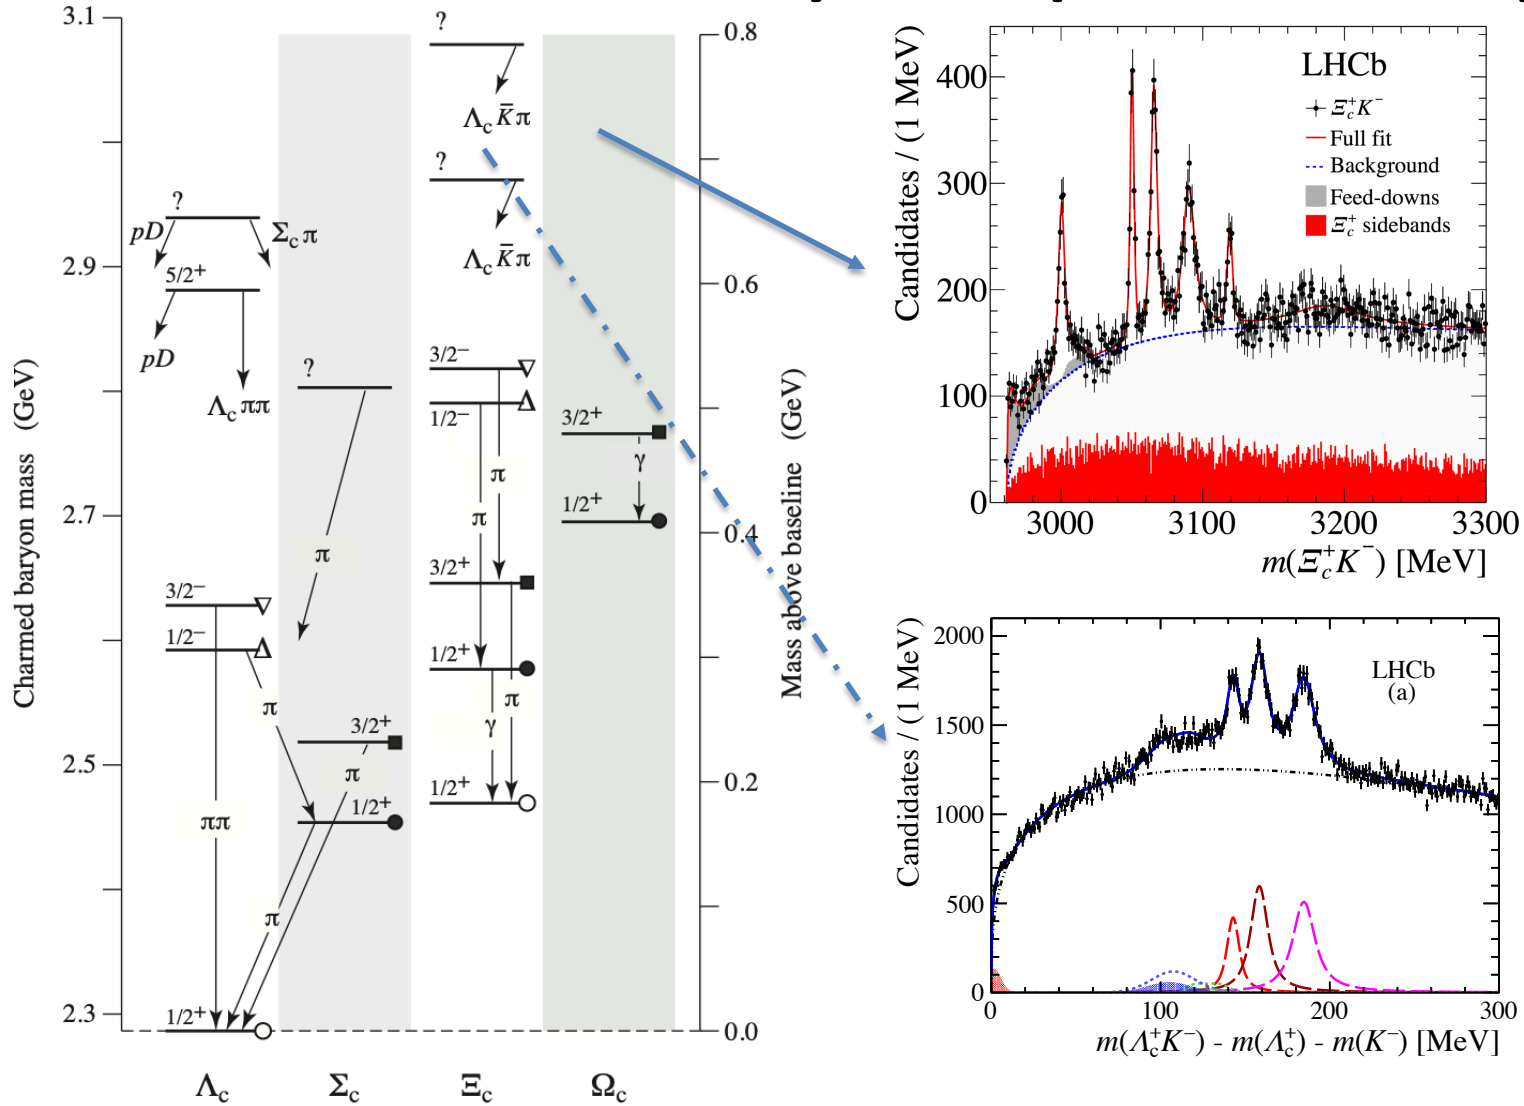 3.1
2.9
2.7
2.5
2.3
Charmed baryon mass (GeV)
?
pD
Σc π
5/2+
pD
Λc ππ
3/2−
1/2−
π
ππ
π
1/2+
Λc
?
π
3/2+
π
1/2+
Σc
?
Λc K̅ π
?
Λc K̅ π
3/2−
1/2−
π
π
3/2+
1/2+
π
γ
1/2+
Ξc
3/2+
γ
1/2+
Ωc
0.8
0.6
0.4
0.2
0.0
Mass above baseline (GeV)
LHCb
Ξc+ K−
Full fit
Background
Feed-downs
Ξc+ sidebands
400
300
200
100
0
3000 3100 3200 3300
m(Ξc+ K−) [MeV]
Candidates / (1 MeV)
LHCb
(a)
2000
1500
1000
500
0
0 100 200 300
m(Λc+ K−) - m(Λc+) - m(K−) [MeV]
Candidates / (1 MeV)